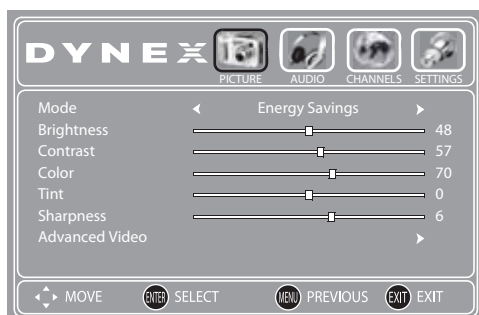 DYNEX
PICTURE AUDIO CHANNELS SETTINGS
Mode Energy Savings
Brightness 48
Contrast 57
Color 70
Tint 0
Sharpness 6
Advanced Video
MOVE ENTER SELECT MENU PREVIOUS EXIT EXIT